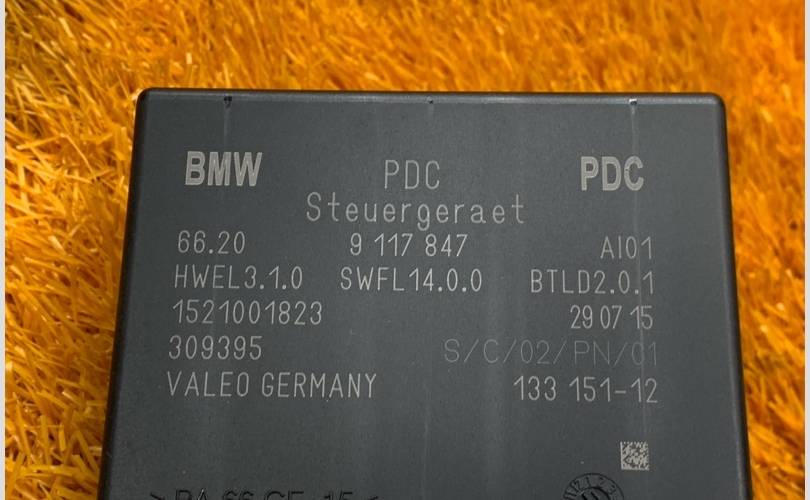 BMW PDC PDC
Steuergeraet
66.20 9 117 847 AI01
HWEL3.1.0 SWFL14.0.0 BTLD2.0.1
1521001823 29 07 15
309395 S/C/02/PN/01
VALEO GERMANY 133 151-12